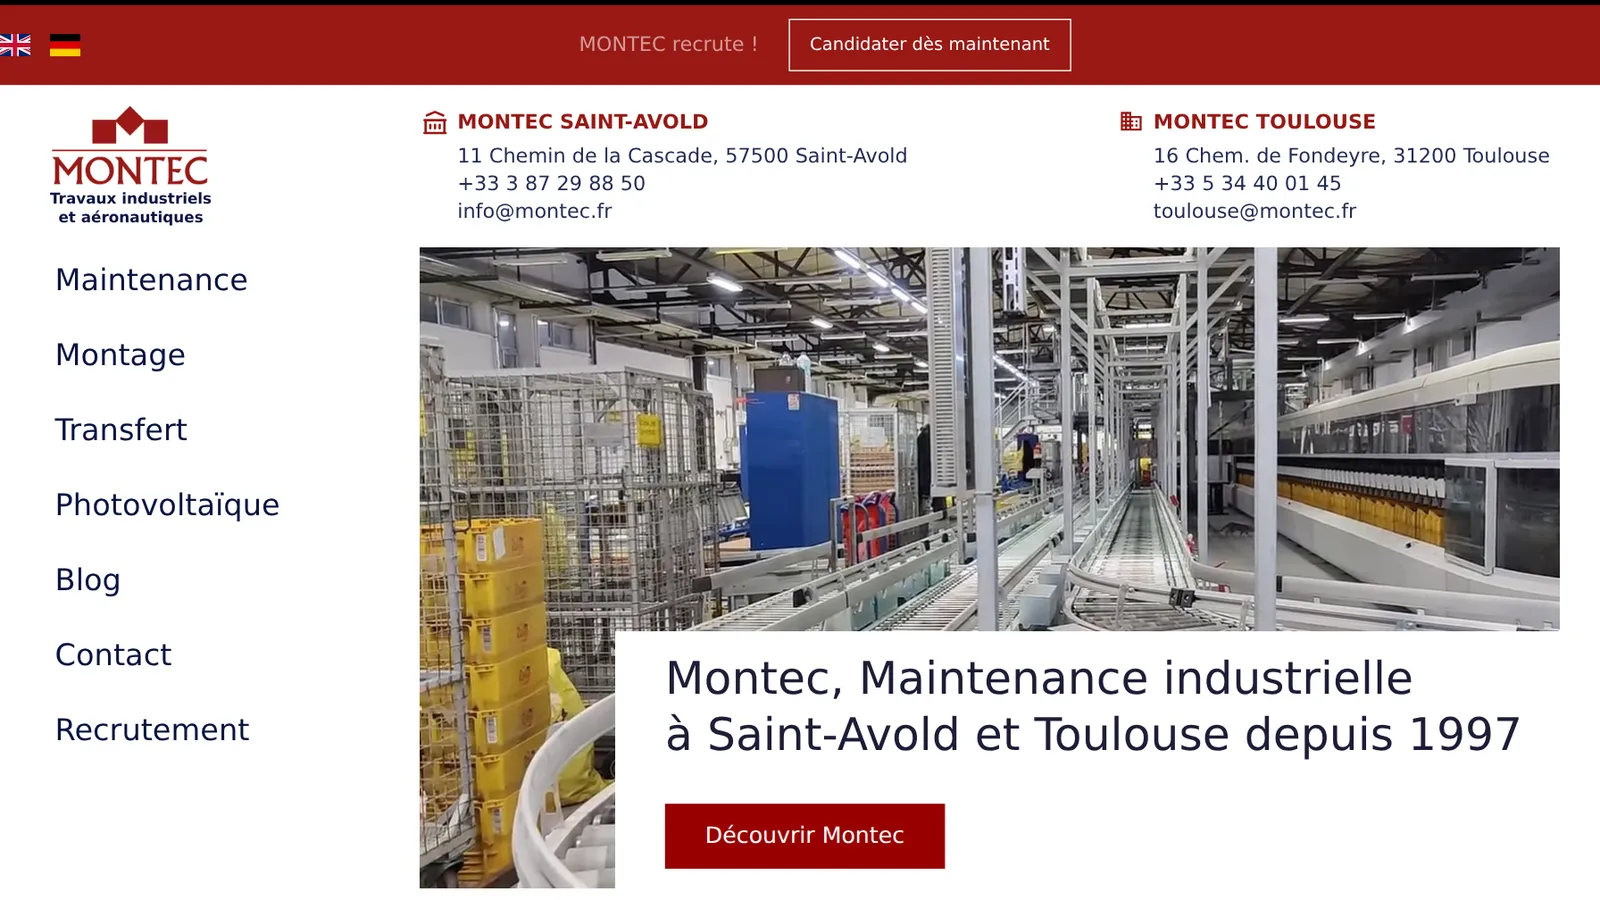 MONTEC recrute !
Candidater dès maintenant
MONTEC
Travaux industriels
et aéronautiques
MONTEC SAINT-AVOLD
11 Chemin de la Cascade, 57500 Saint-Avold
+33 3 87 29 88 50
info@montec.fr
MONTEC TOULOUSE
16 Chem. de Fondeyre, 31200 Toulouse
+33 5 34 40 01 45
toulouse@montec.fr
Maintenance
Montage
Transfert
Photovoltaïque
Blog
Contact
Recrutement
Montec, Maintenance industrielle
à Saint-Avold et Toulouse depuis 1997
Découvrir Montec